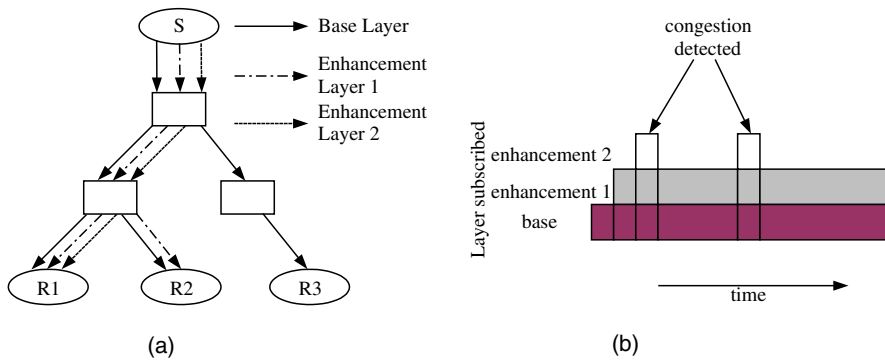 S
Base Layer
Enhancement
Layer 1
Enhancement
Layer 2
R1
R2
R3
(a)
congestion
detected
Layer subscribed
enhancement 2
enhancement 1
base
time
(b)